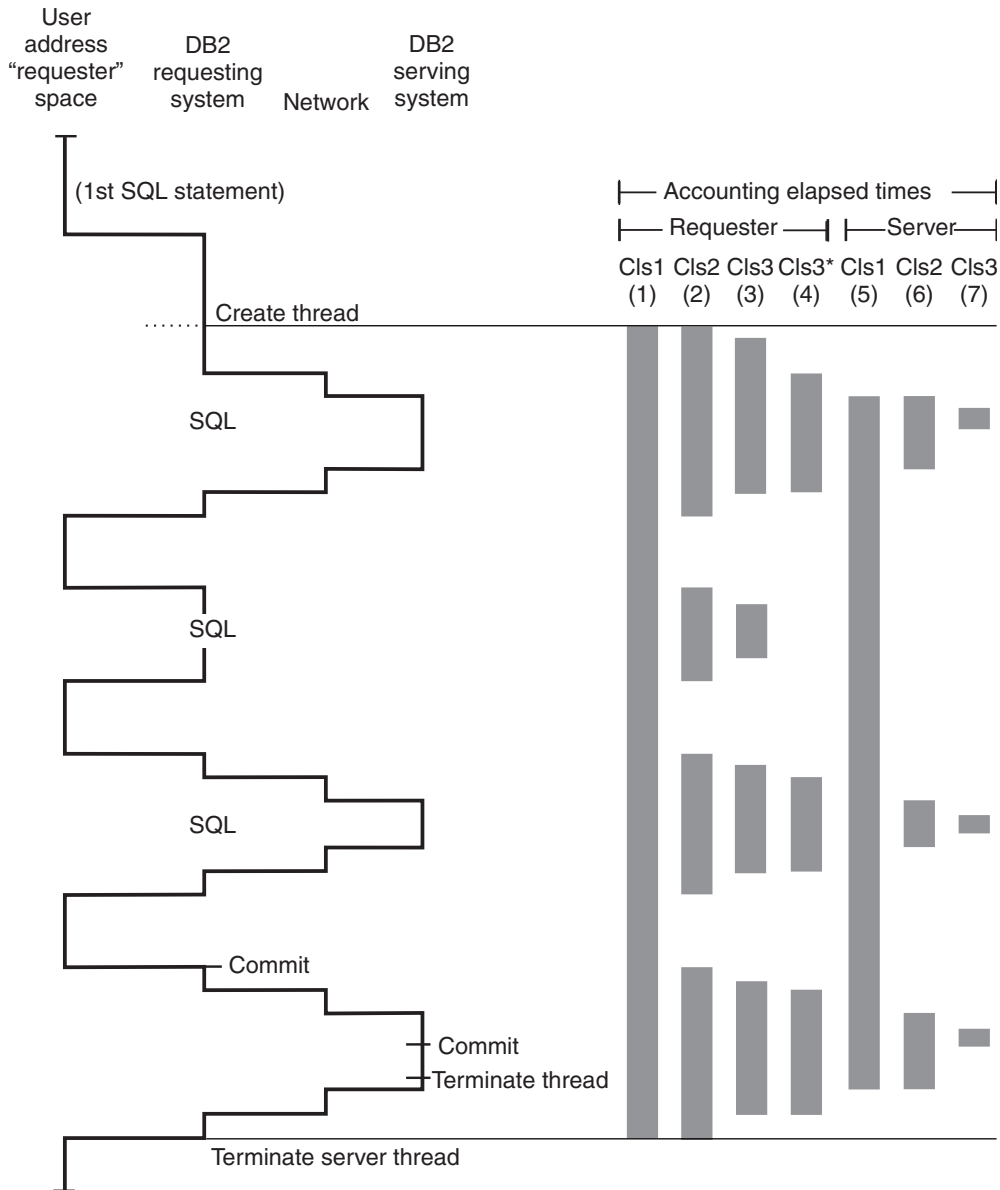 User
address
“requester”
space
DB2
requesting
system
Network
DB2
serving
system
(1st SQL statement)
Accounting elapsed times
Requester
Server
Cls1 Cls2 Cls3 Cls3* Cls1 Cls2 Cls3
(1) (2) (3) (4) (5) (6) (7)
Create thread
SQL
SQL
SQL
Commit
Commit
Terminate thread
Terminate server thread